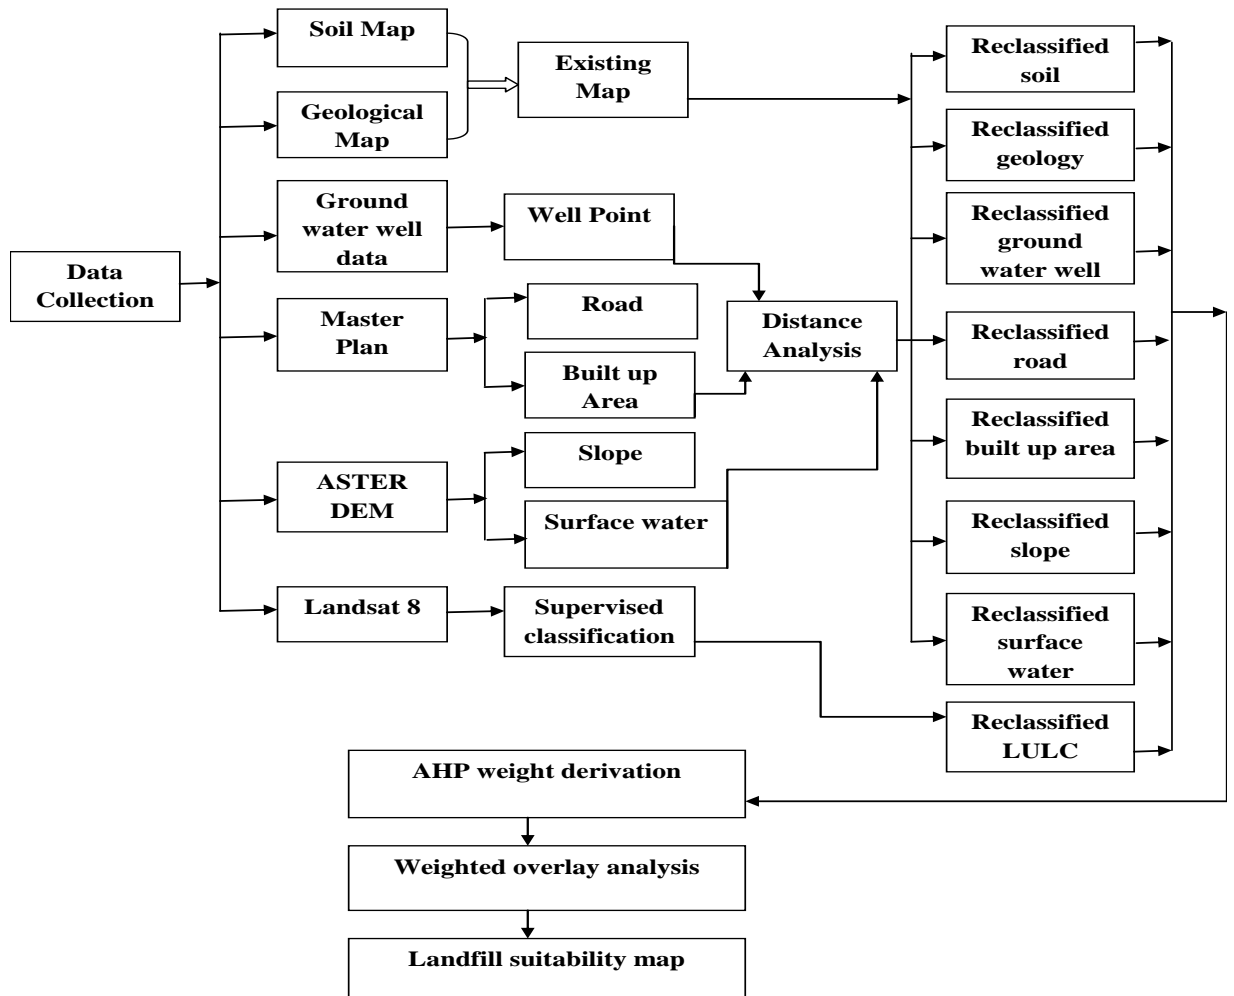 Data
Collection
Soil Map
Geological
Map
Ground
water well
data
Master
Plan
ASTER
DEM
Landsat 8
Existing
Map
Well Point
Road
Built up
Area
Slope
Surface water
Supervised
classification
Distance
Analysis
Reclassified
soil
Reclassified
geology
Reclassified
ground
water well
Reclassified
road
Reclassified
built up area
Reclassified
slope
Reclassified
surface
water
Reclassified
LULC
AHP weight derivation
Weighted overlay analysis
Landfill suitability map